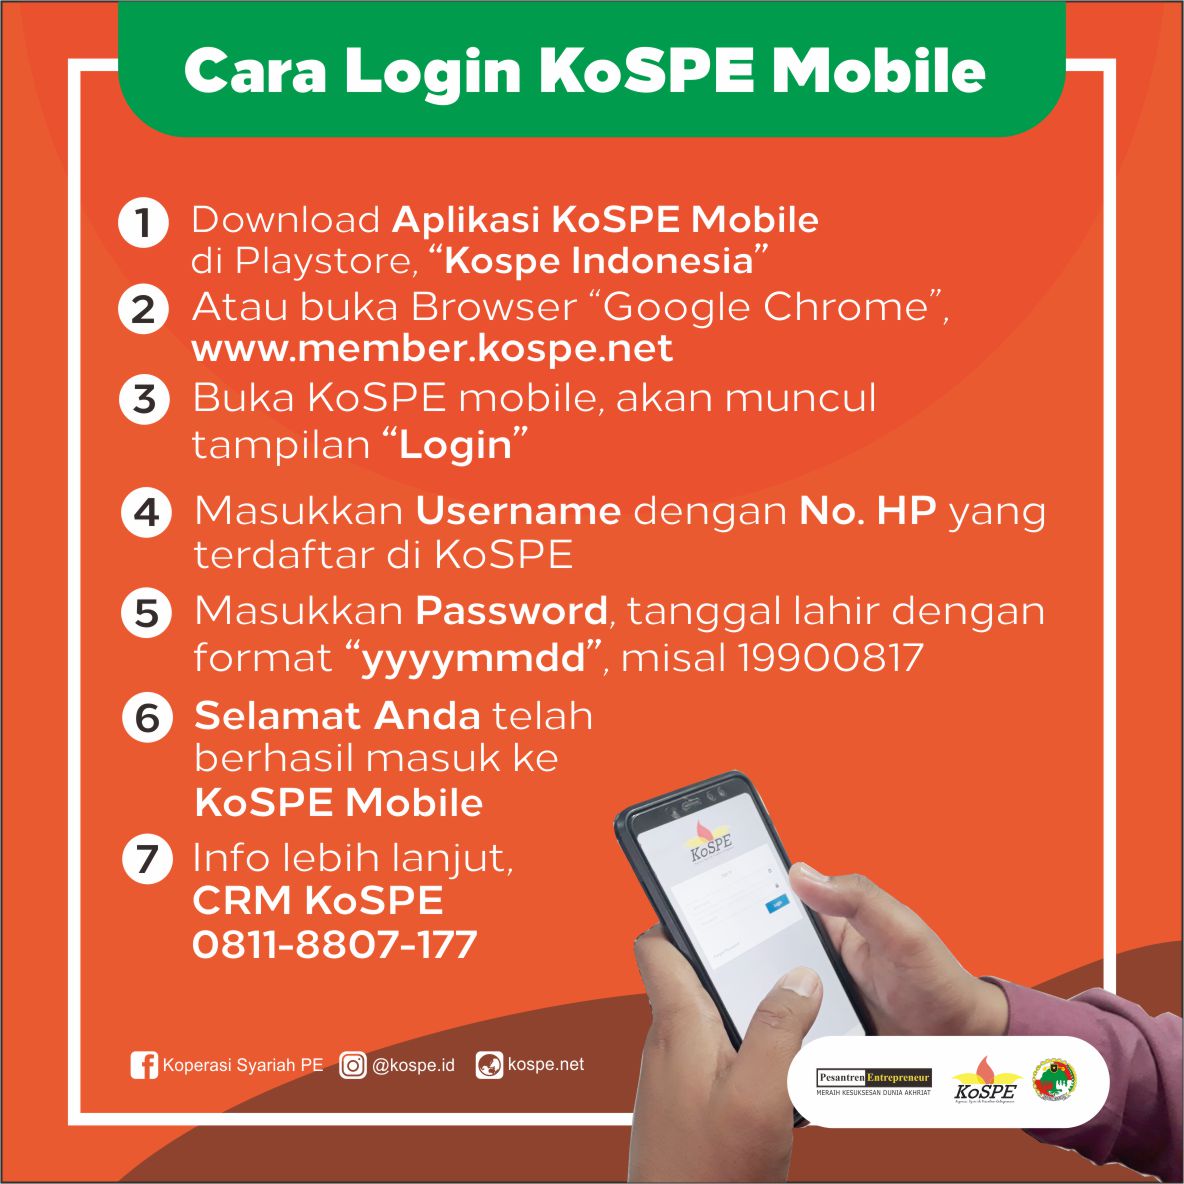 Cara Login KoSPE Mobile
1 Download Aplikasi KoSPE Mobile
di Playstore, “Kospe Indonesia”
2 Atau buka Browser “Google Chrome”,
www.member.kospe.net
3 Buka KoSPE mobile, akan muncul
tampilan “Login”
4 Masukkan Username dengan No. HP yang
terdaftar di KoSPE
5 Masukkan Password, tanggal lahir dengan
format “yyyymmdd”, misal 19900817
6 Selamat Anda telah
berhasil masuk ke
KoSPE Mobile
7 Info lebih lanjut,
CRM KoSPE
0811-8807-177
KoSPE
Login
Koperasi Syariah PE @kospe.id kospe.net
PesantrenEntrepreneur
MERAIH KESUKSESAN DUNIA AKHRIAT
KoSPE